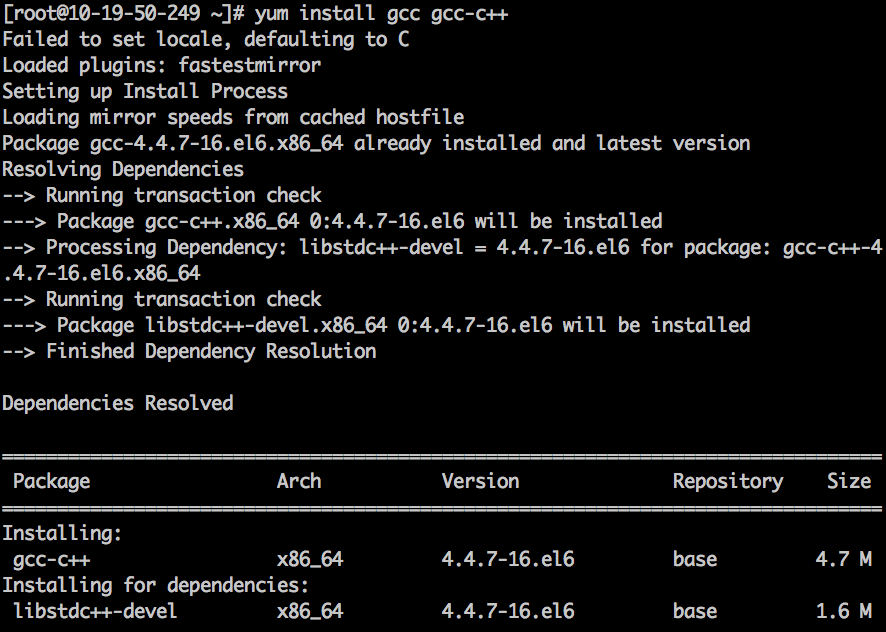 [root@10-19-50-249 ~]# yum install gcc gcc-c++
Failed to set locale, defaulting to C
Loaded plugins: fastestmirror
Setting up Install Process
Loading mirror speeds from cached hostfile
Package gcc-4.4.7-16.el6.x86_64 already installed and latest version
Resolving Dependencies
--> Running transaction check
---> Package gcc-c++.x86_64 0:4.4.7-16.el6 will be installed
--> Processing Dependency: libstdc++-devel = 4.4.7-16.el6 for package: gcc-c++-4
.4.7-16.el6.x86_64
--> Running transaction check
---> Package libstdc++-devel.x86_64 0:4.4.7-16.el6 will be installed
--> Finished Dependency Resolution

Dependencies Resolved

================================================================================
 Package                 Arch           Version              Repository    Size
================================================================================
Installing:
 gcc-c++                 x86_64         4.4.7-16.el6         base         4.7 M
Installing for dependencies:
 libstdc++-devel         x86_64         4.4.7-16.el6         base         1.6 M